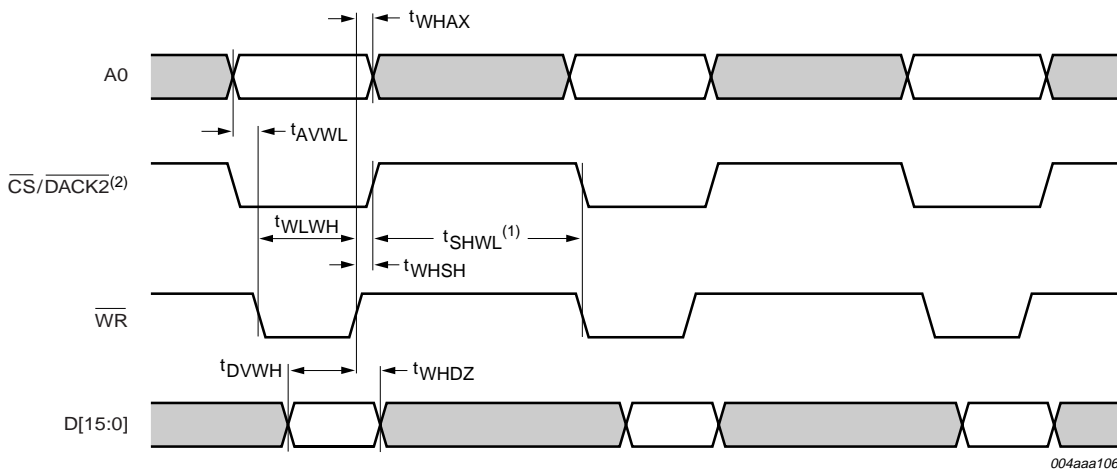 tWHAX
A0
tAVWL
CS/DACK2(2)
tWLWH
tSHWL(1)
tWHSH
WR
tDVWH
tWHDZ
D[15:0]
004aaa106